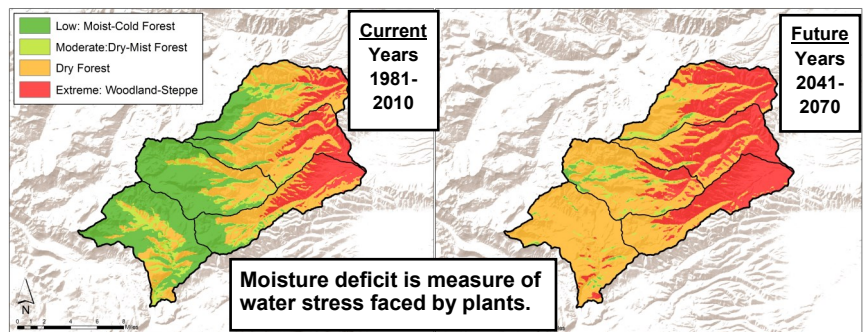 Low: Moist-Cold Forest
Moderate:Dry-Mist Forest
Dry Forest
Extreme: Woodland-Steppe
Current
Years
1981-
2010
Future
Years
2041-
2070
Moisture deficit is measure of
water stress faced by plants.
N